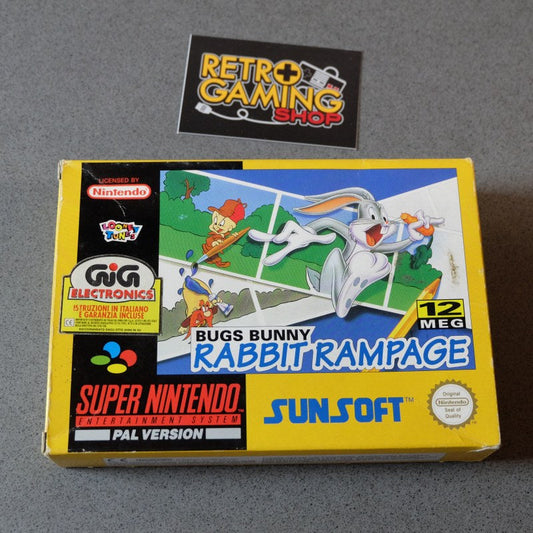 RETRO
GAMING
SHOP
LICENSED BY
Nintendo
LOONEY
TUNES
GiG
ELECTRONICS
ISTRUZIONI IN ITALIANO
E GARANZIA INCLUSE
12
MEG
BUGS BUNNY
RABBIT RAMPAGE
SUPER NINTENDO
ENTERTAINMENT SYSTEM
PAL VERSION
SUNSOFT™
Original
Nintendo
Seal of
Quality